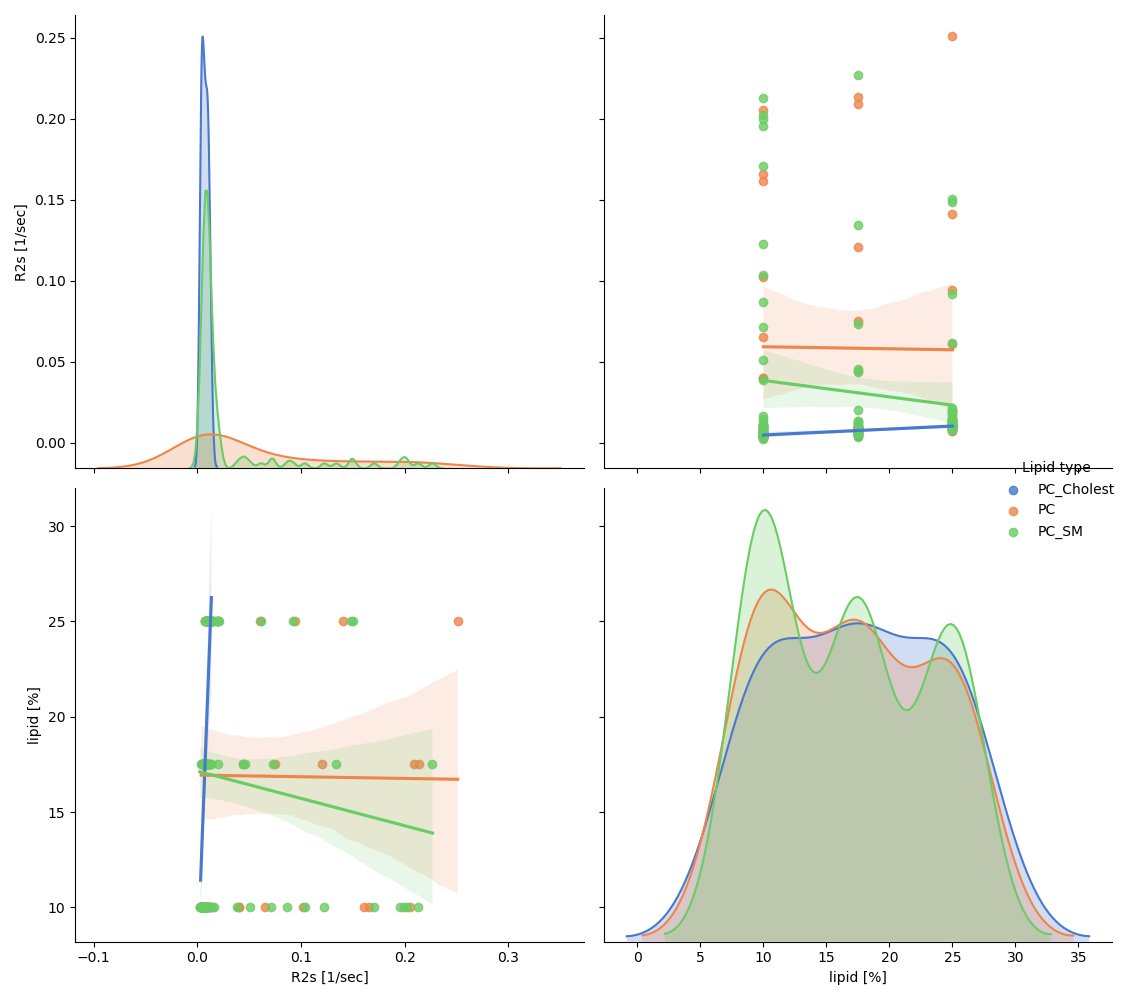 0.25
0.20
0.15
0.10
0.05
0.00
R2s [1/sec]
Lipid type
PC_Cholest
PC
PC_SM
30
25
20
15
10
lipid [%]
−0.1 0.0 0.1 0.2 0.3
R2s [1/sec]
0 5 10 15 20 25 30 35
lipid [%]